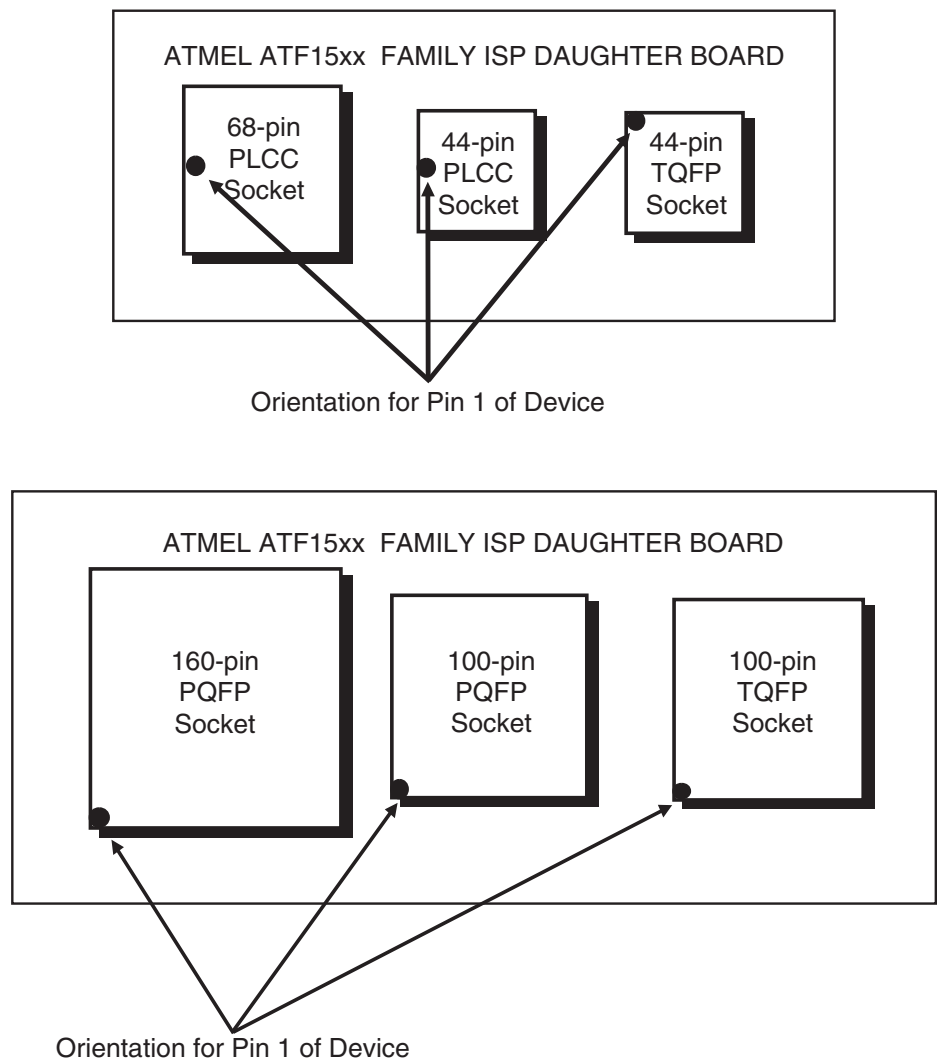 ATMEL ATF15xx FAMILY ISP DAUGHTER BOARD
68-pin
PLCC
Socket
44-pin
PLCC
Socket
44-pin
TQFP
Socket
Orientation for Pin 1 of Device
ATMEL ATF15xx FAMILY ISP DAUGHTER BOARD
160-pin
PQFP
Socket
100-pin
PQFP
Socket
100-pin
TQFP
Socket
Orientation for Pin 1 of Device